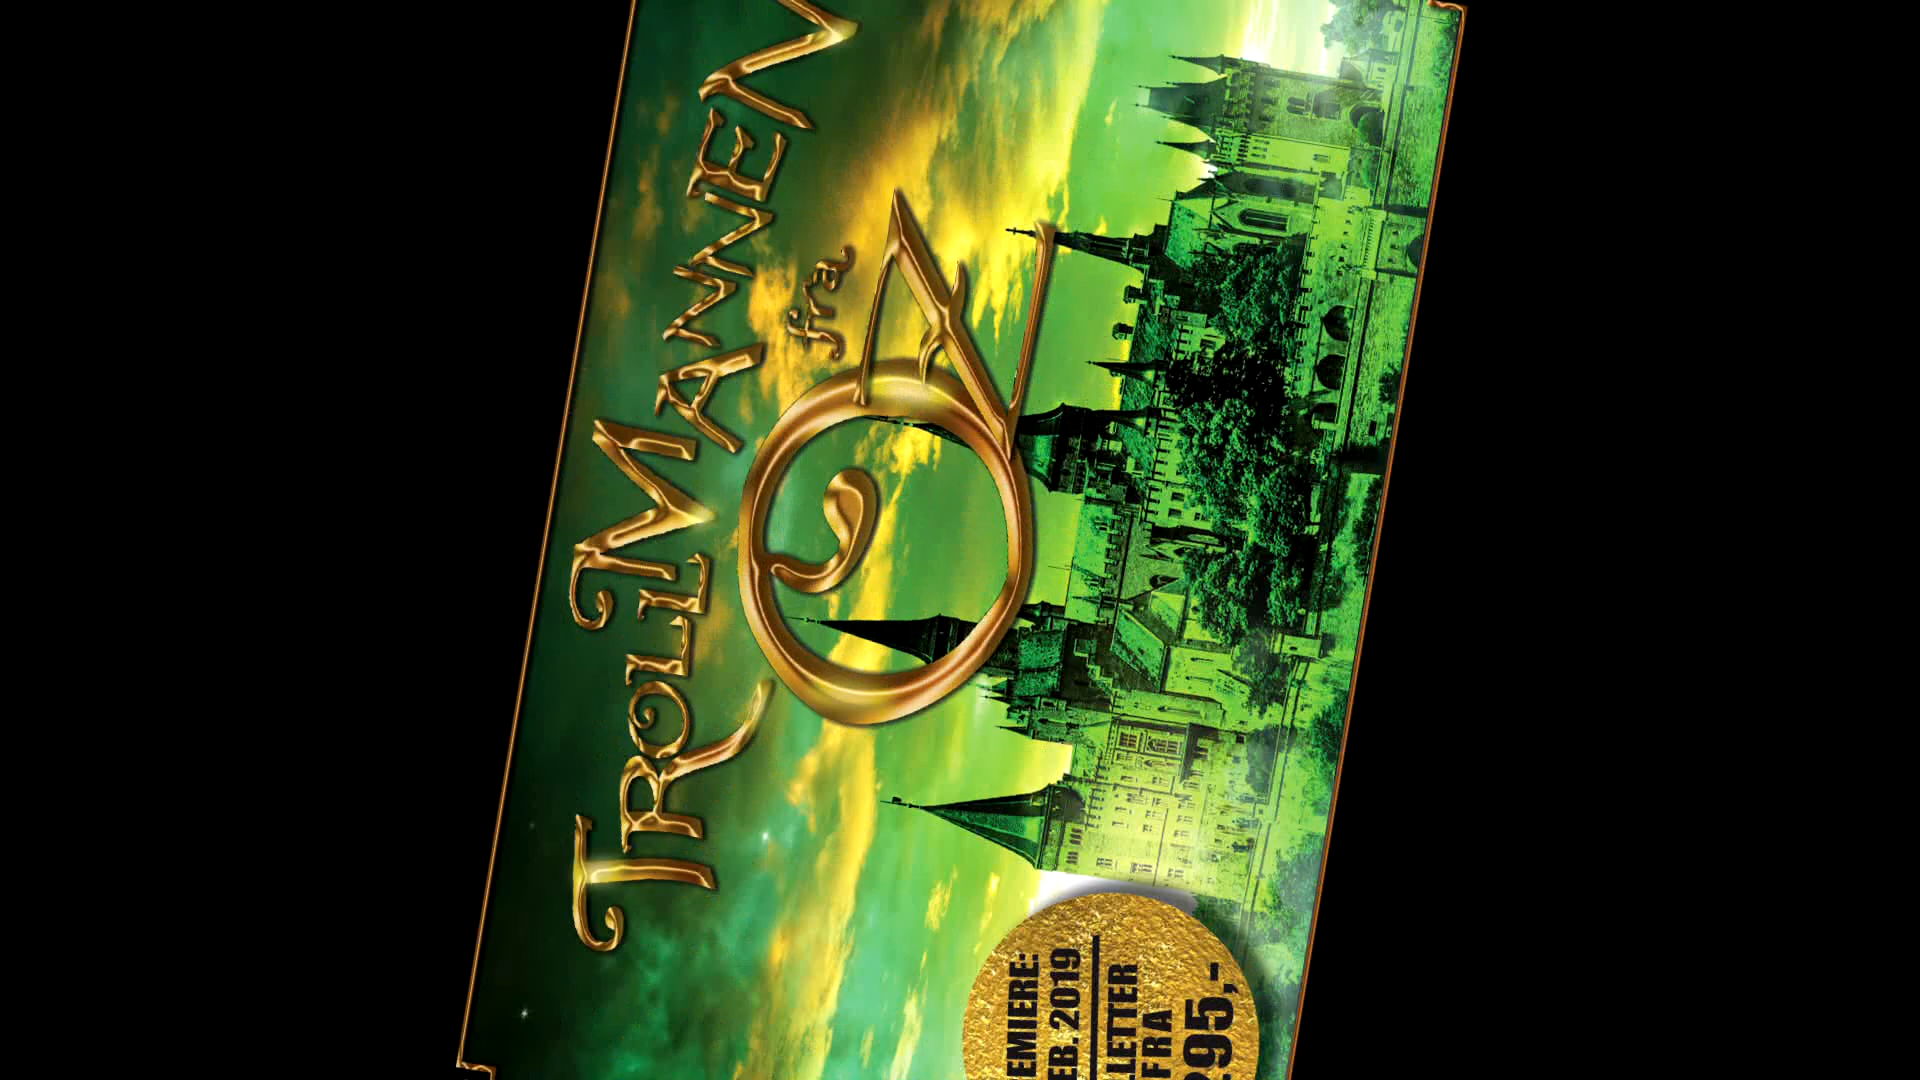 TROLLMANNEN
fra
OZ
EMIERE:
EB. 2019
LLETTER
FRA
295,-